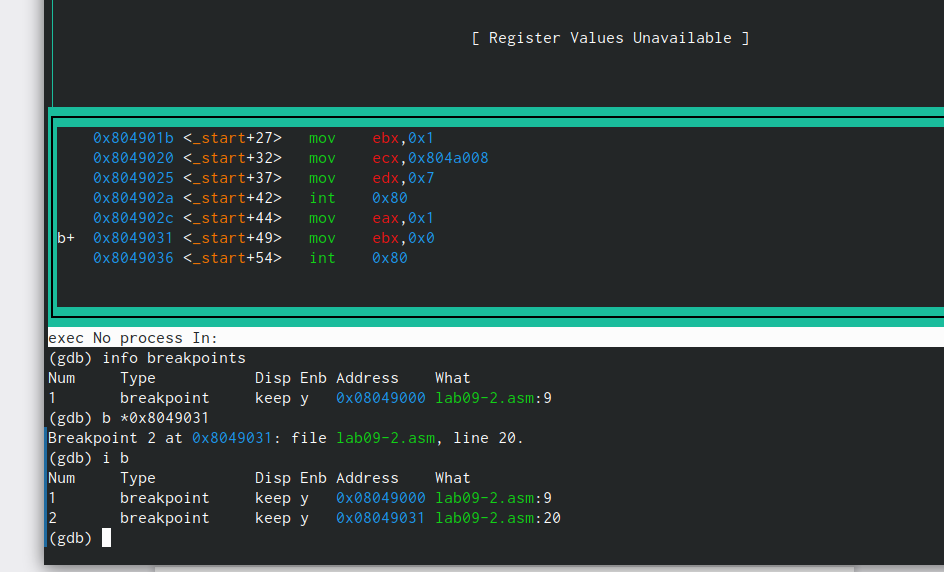 [ Register Values Unavailable ]
0x804901b <_start+27> mov ebx,0x1
0x8049020 <_start+32> mov ecx,0x804a008
0x8049025 <_start+37> mov edx,0x7
0x804902a <_start+42> int 0x80
0x804902c <_start+44> mov eax,0x1
b+ 0x8049031 <_start+49> mov ebx,0x0
0x8049036 <_start+54> int 0x80
exec No process In:
(gdb) info breakpoints
Num Type Disp Enb Address What
1 breakpoint keep y 0x08049000 lab09-2.asm:9
(gdb) b *0x8049031
Breakpoint 2 at 0x8049031: file lab09-2.asm, line 20.
(gdb) i b
Num Type Disp Enb Address What
1 breakpoint keep y 0x08049000 lab09-2.asm:9
2 breakpoint keep y 0x08049031 lab09-2.asm:20
(gdb)